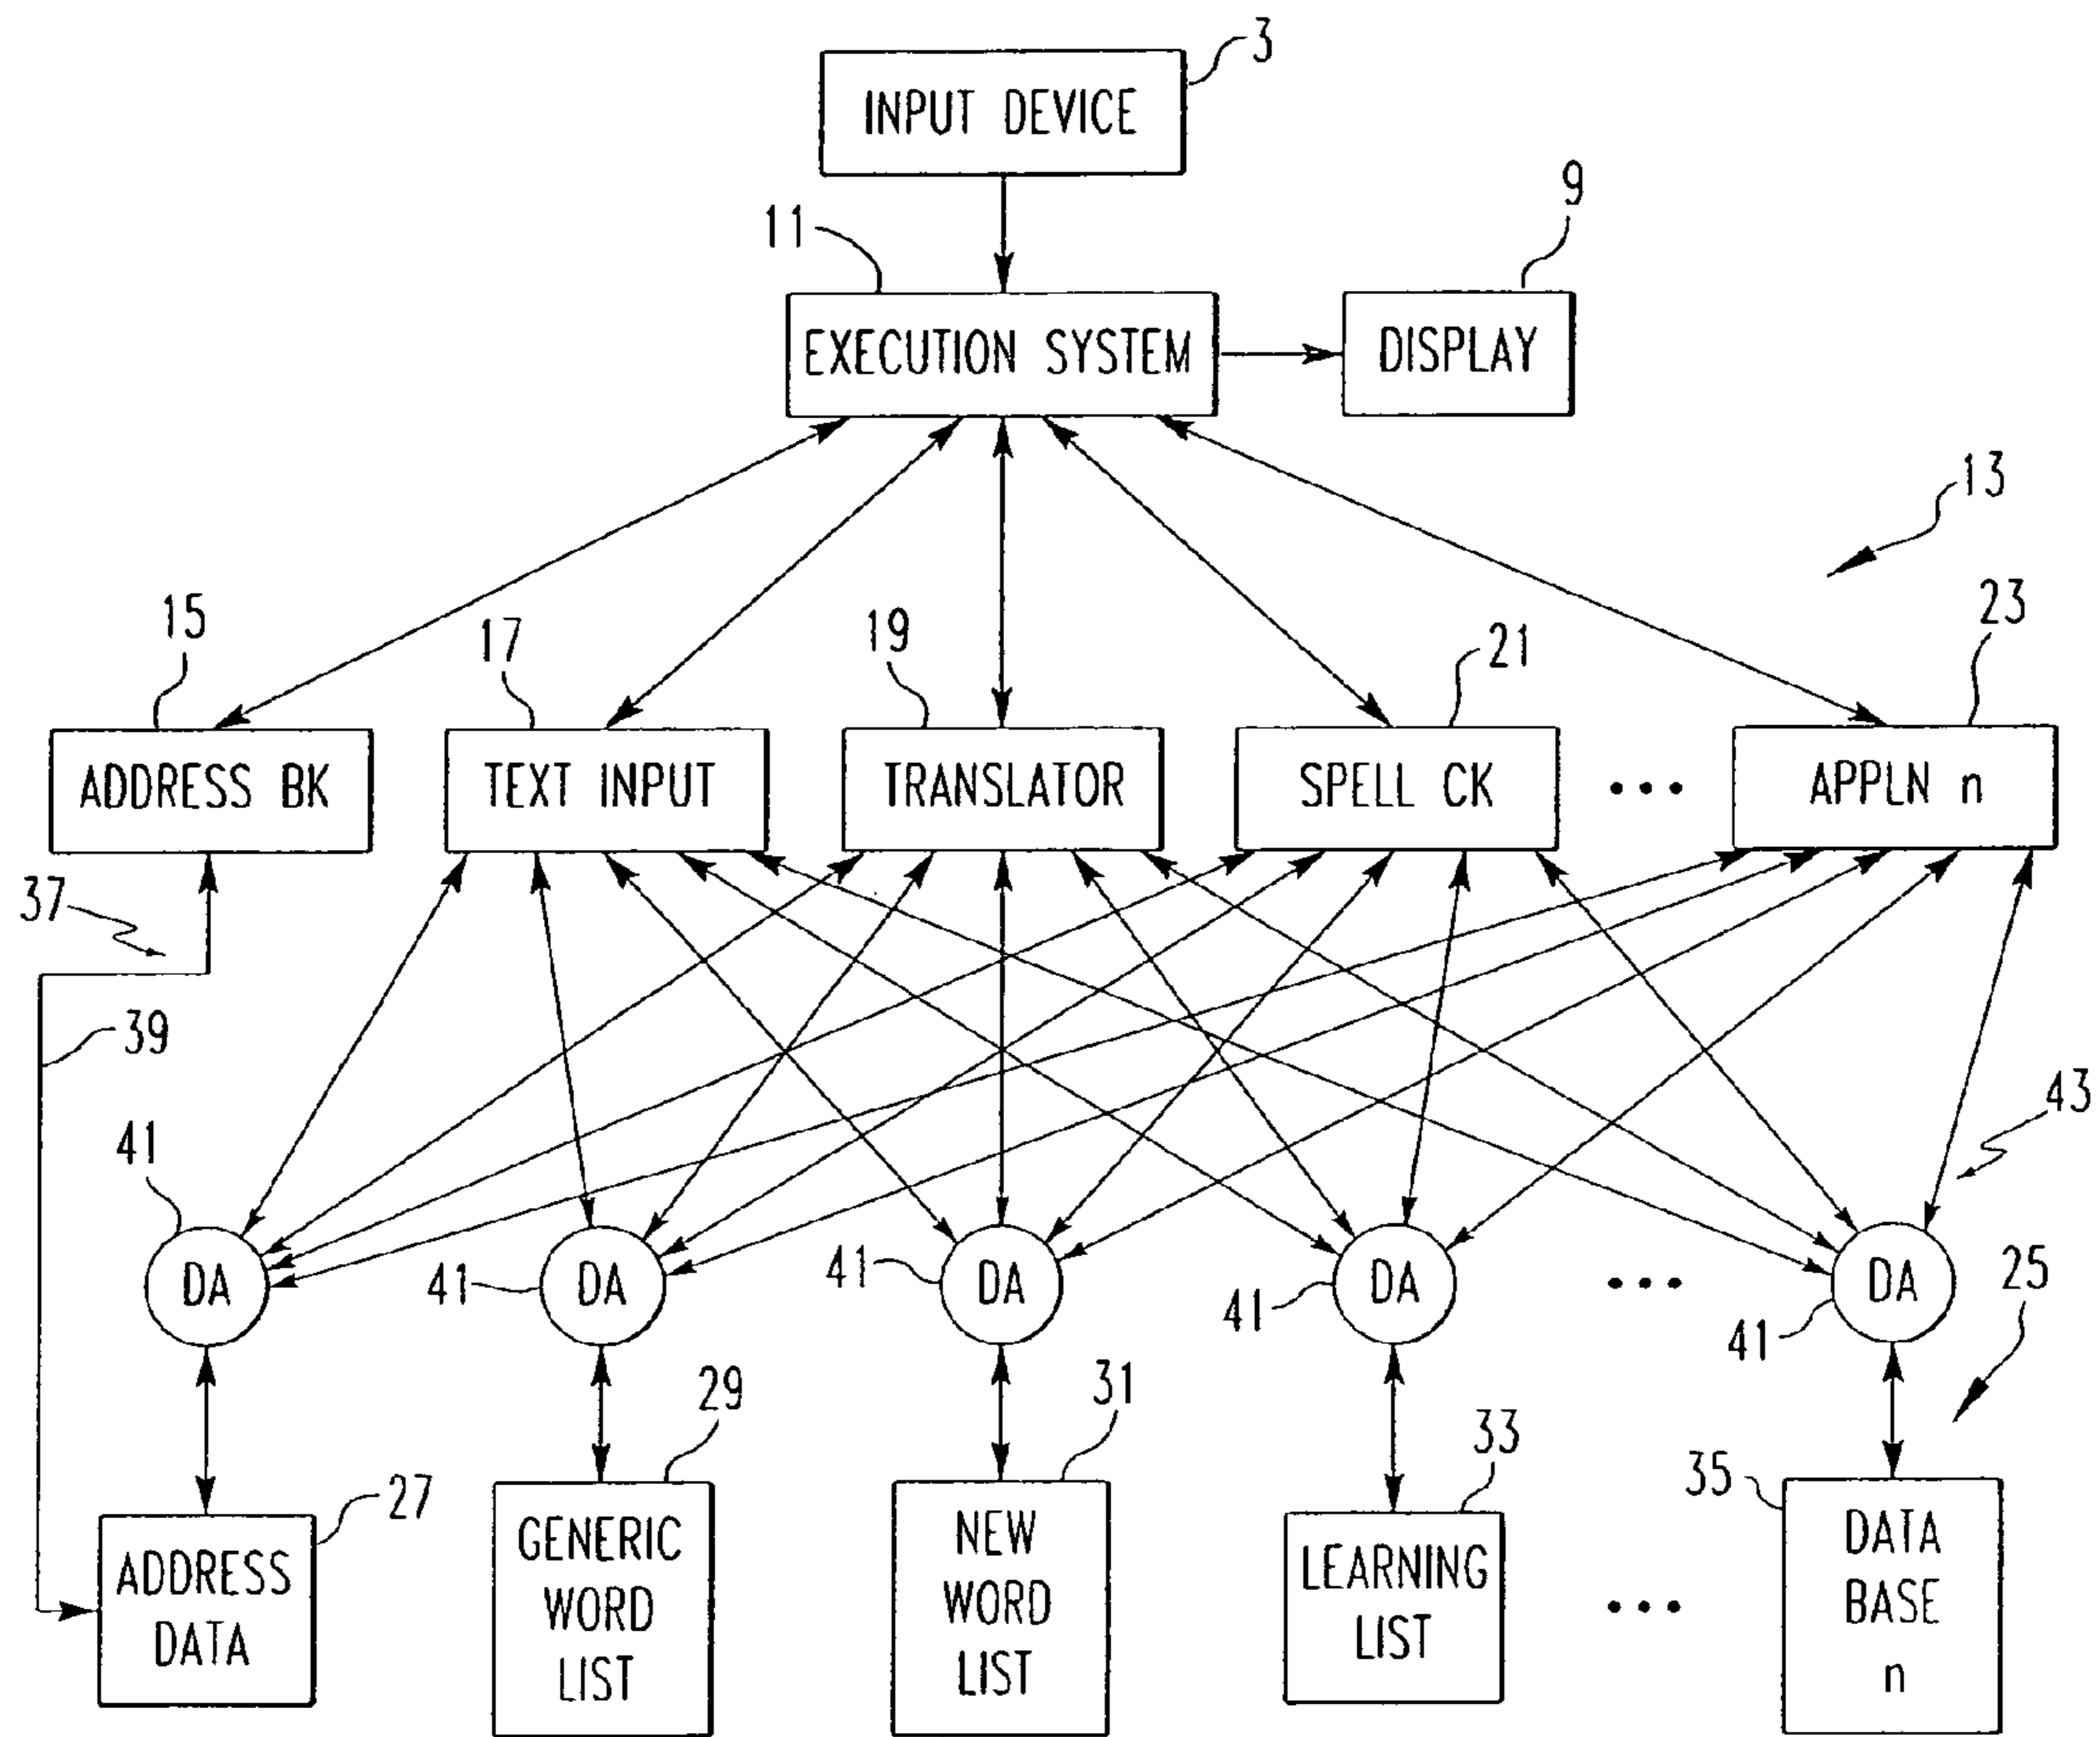 3
INPUT DEVICE
9
11
EXECUTION SYSTEM
DISPLAY
13
15
17
19
21
23
ADDRESS BK
TEXT INPUT
TRANSLATOR
SPELL CK
•••
APPLN n
37
39
43
41
DA
41
DA
41
DA
41
DA
•••
41
DA
25
27
ADDRESS
DATA
29
GENERIC
WORD
LIST
31
NEW
WORD
LIST
33
LEARNING
LIST
•••
35
DATA
BASE
n